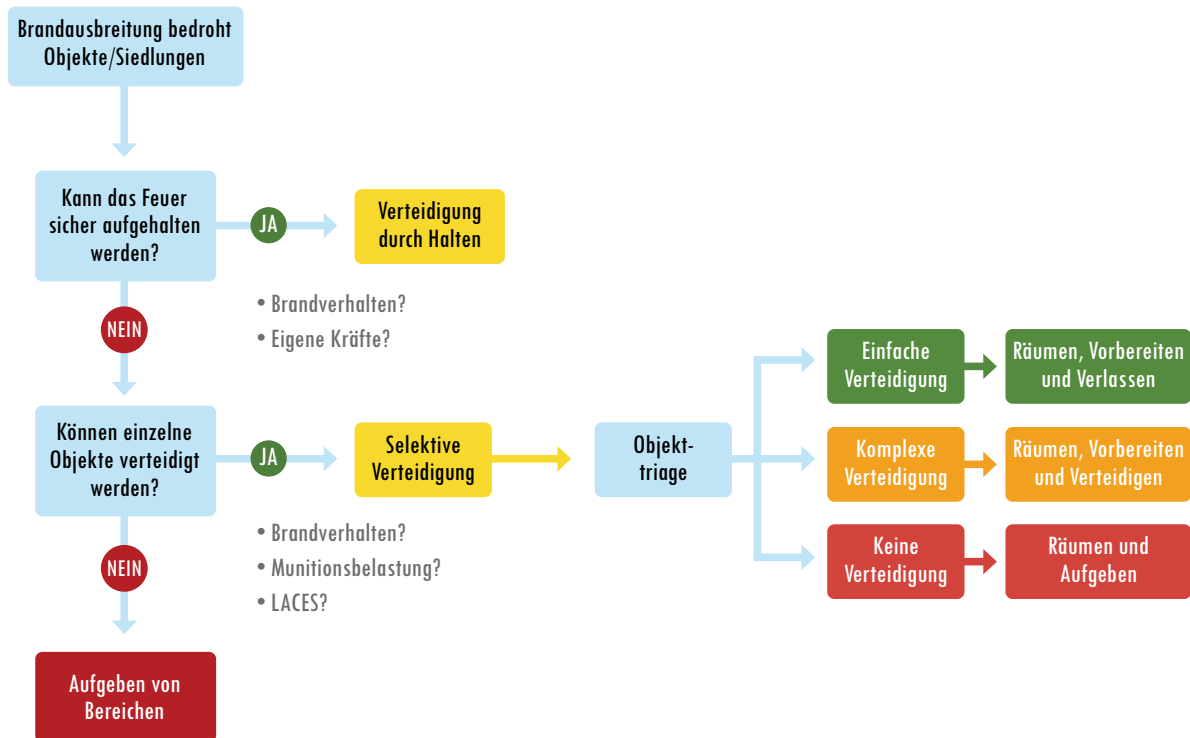 Brandausbreitung bedroht
Objekte/Siedlungen
Kann das Feuer
sicher aufgehalten
werden?
JA
Verteidigung
durch Halten
• Brandverhalten?
• Eigene Kräfte?
NEIN
Können einzelne
Objekte verteidigt
werden?
JA
Selektive
Verteidigung
• Brandverhalten?
• Munitionsbelastung?
• LACES?
Objekt-
triage
Einfache
Verteidigung
Räumen, Vorbereiten
und Verlassen
Komplexe
Verteidigung
Räumen, Vorbereiten
und Verteidigen
Keine
Verteidigung
Räumen und
Aufgeben
NEIN
Aufgeben von
Bereichen